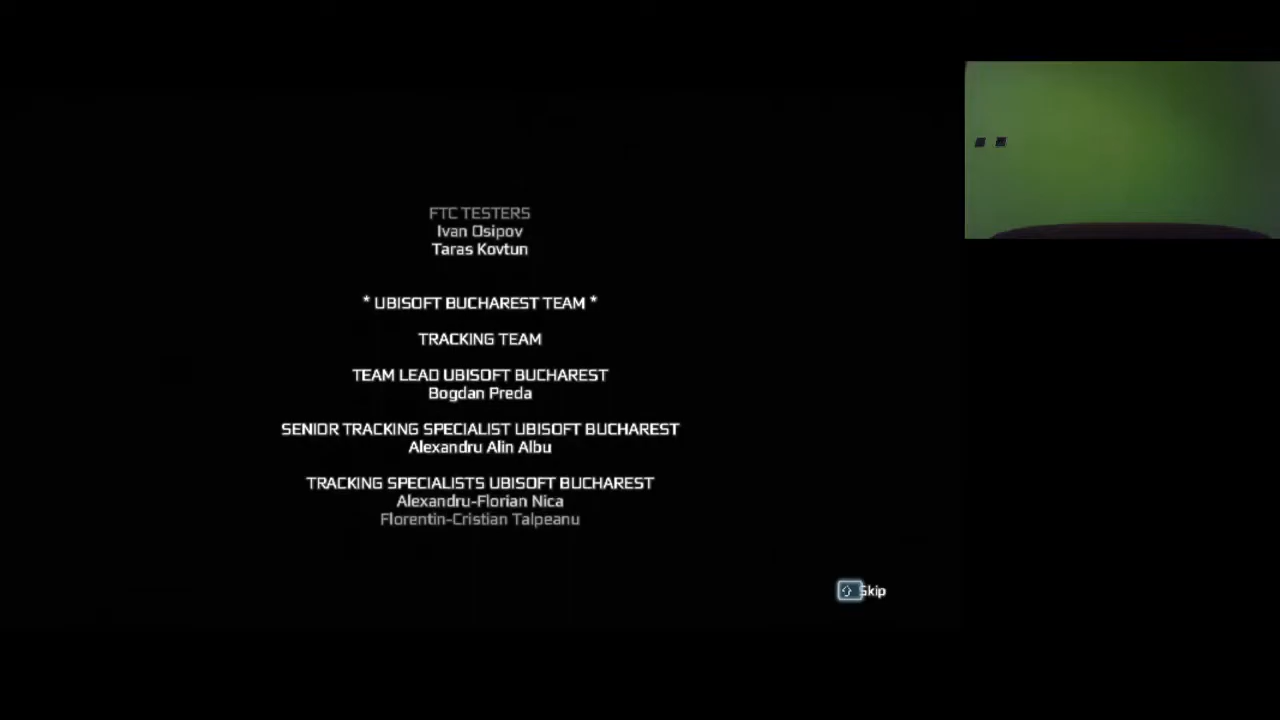 FTC TESTERS
Ivan Osipov
Taras Kovtun
* UBISOFT BUCHAREST TEAM *
TRACKING TEAM
TEAM LEAD UBISOFT BUCHAREST
Bogdan Preda
SENIOR TRACKING SPECIALIST UBISOFT BUCHAREST
Alexandru Alin Albu
TRACKING SPECIALISTS UBISOFT BUCHAREST
Alexandru-Florian Nica
Florentin-Cristian Talpeanu
Skip